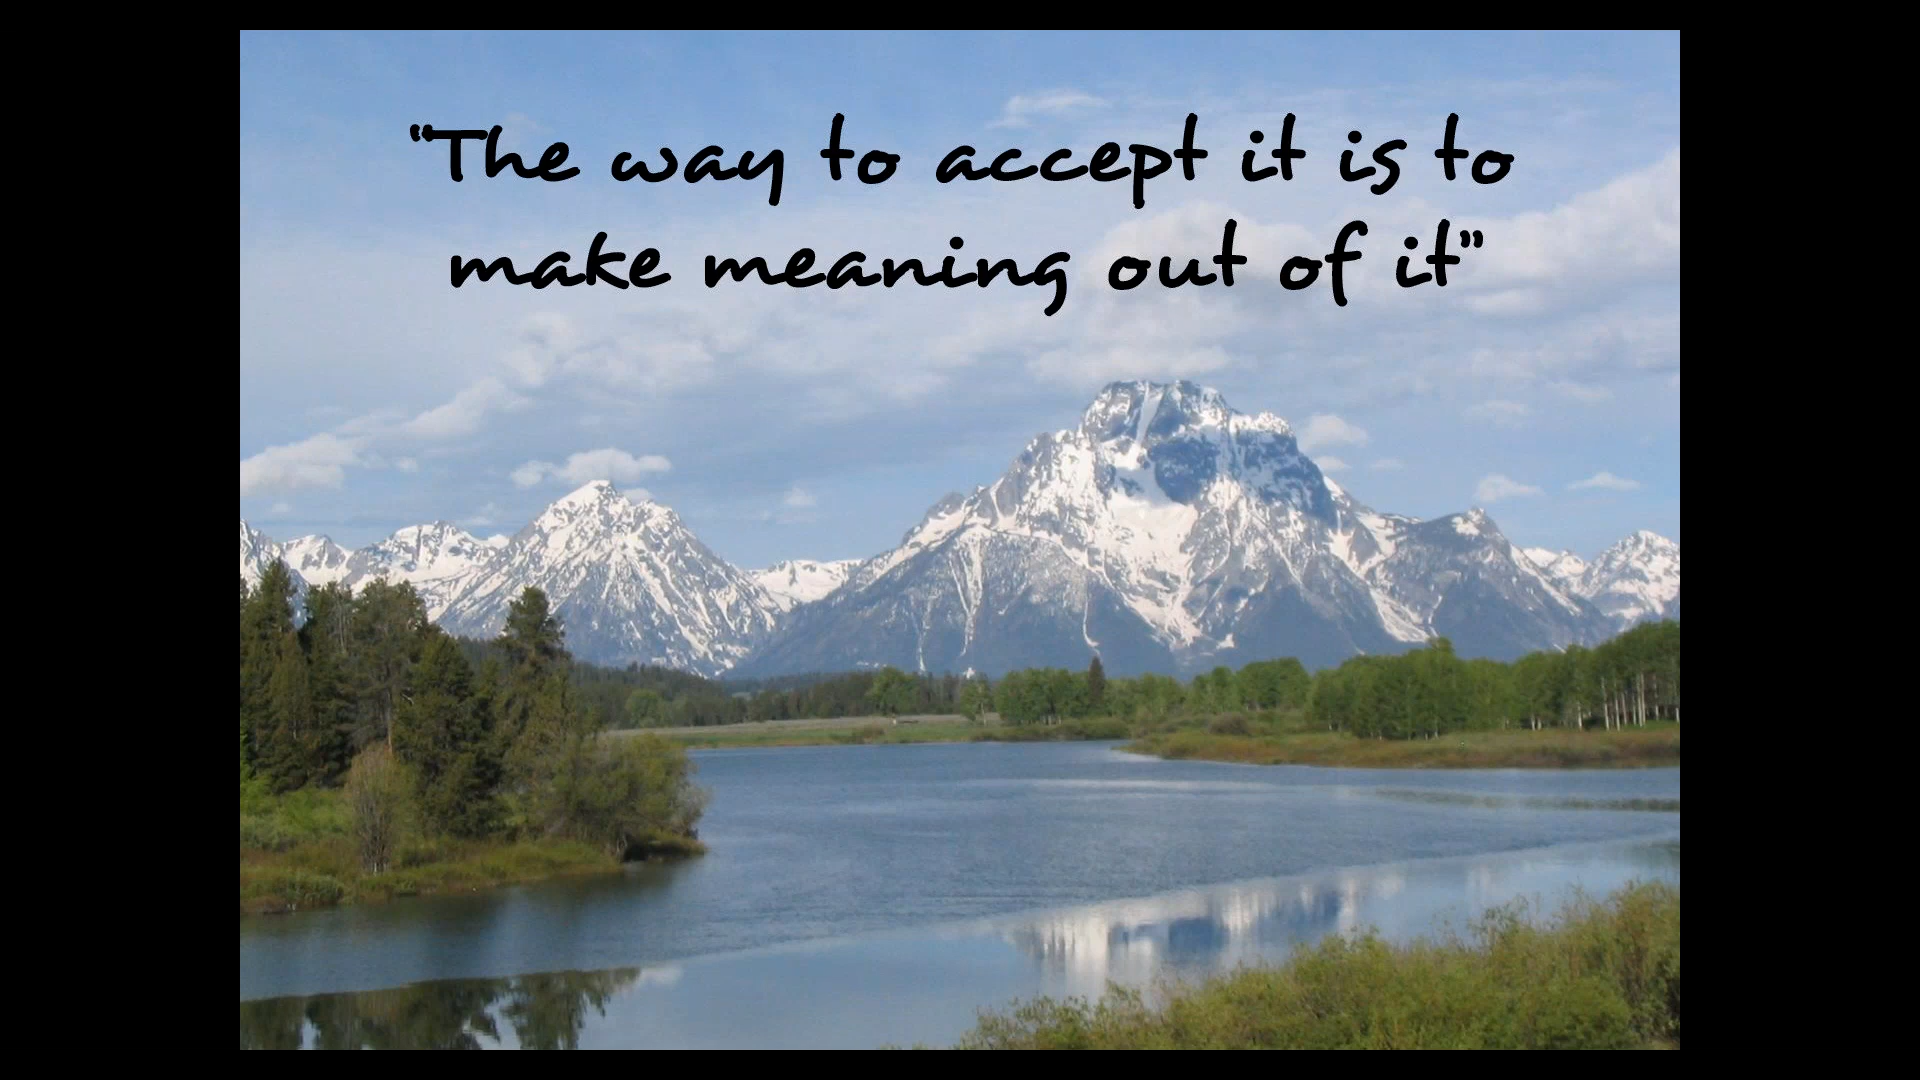 "The way to accept it is to
make meaning out of it"